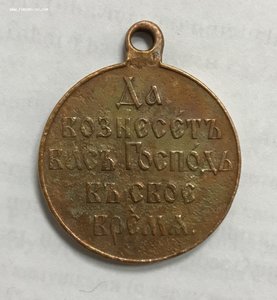 Да
вознесетъ
васъ Господь
въ свое
время.